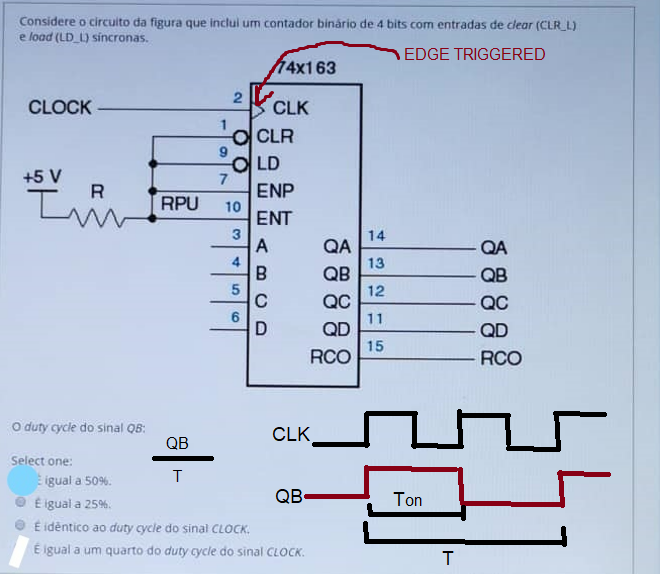 Considere o circuito da figura que inclui um contador binário de 4 bits com entradas de clear (CLR_L)
e load (LD_L) síncronas.
EDGE TRIGGERED
74x163
CLOCK
2
CLK
1
CLR
9
LD
+5 V
R
7
ENP
RPU
10
ENT
3
A
QA
14
QA
4
B
QB
13
QB
5
C
QC
12
QC
6
D
QD
11
QD
RCO
15
RCO
O duty cycle do sinal QB:
QB
T
CLK
Select one:
É igual a 50%.
É igual a 25%.
É idêntico ao duty cycle do sinal CLOCK.
É igual a um quarto do duty cycle do sinal CLOCK.
QB
Ton
T